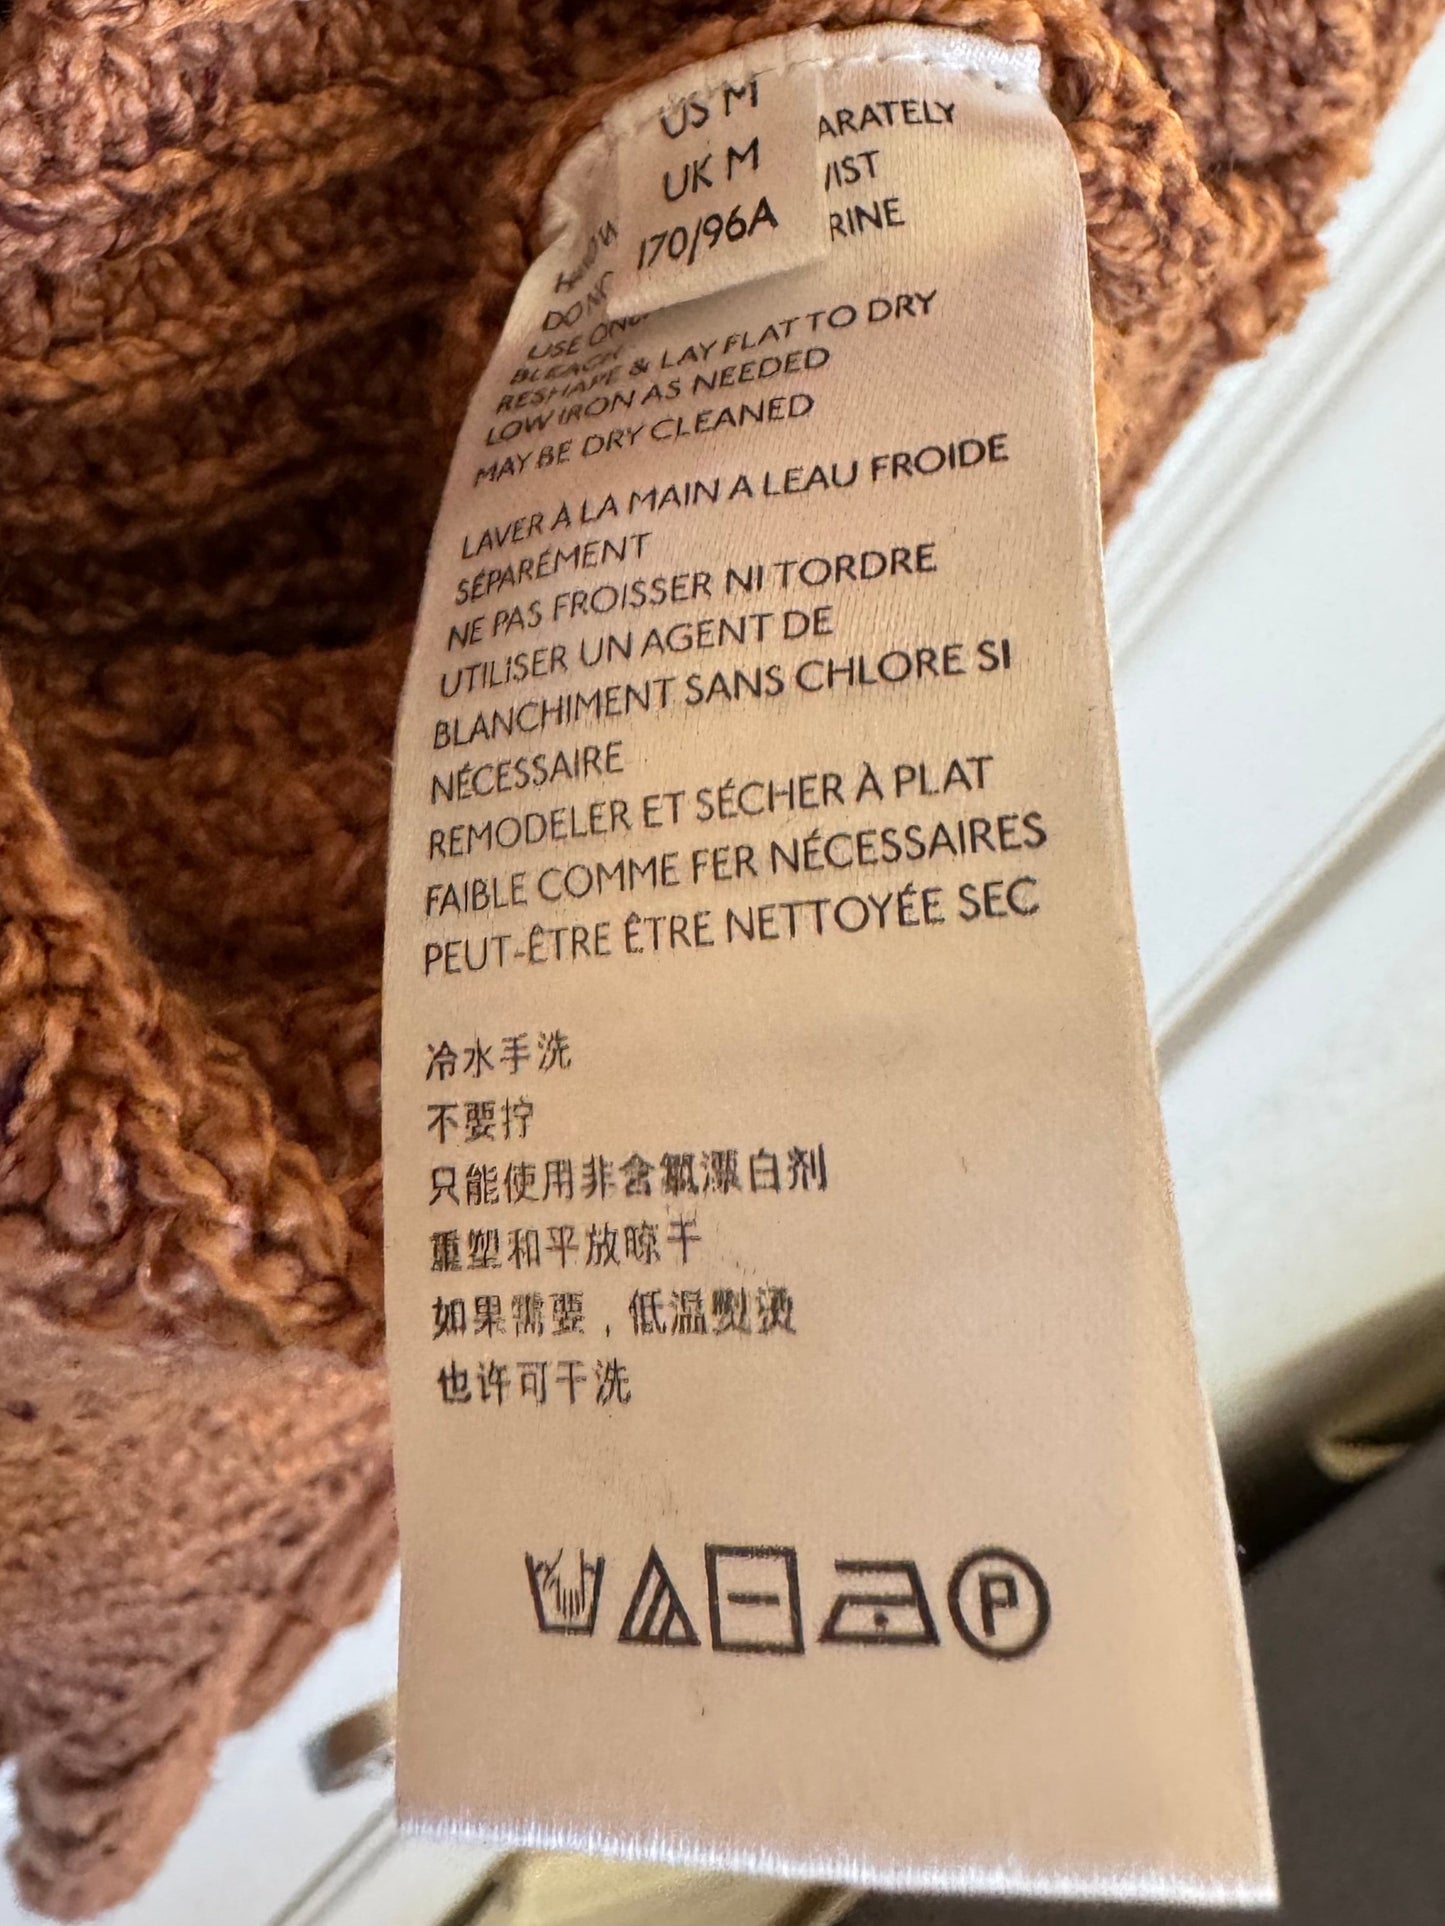 US M
UK M
170/96A
ARATELY
IST
RINE
DO NO
USE ON
BLEACH
RESHAPE & LAY FLAT TO DRY
LOW IRON AS NEEDED
MAY BE DRY CLEANED
LAVER À LA MAIN A LEAU FROIDE
SÉPARÉMENT
NE PAS FROISSER NI TORDRE
UTILISER UN AGENT DE
BLANCHIMENT SANS CHLORE SI
NÉCESSAIRE
REMODELER ET SÉCHER À PLAT
FAIBLE COMME FER NÉCESSAIRES
PEUT-ÊTRE ÊTRE NETTOYÉE SEC
冷水手洗
不要拧
只能使用非含氯漂白剂
重塑和平放晾干
如果需要，低温熨烫
也许可干洗
P